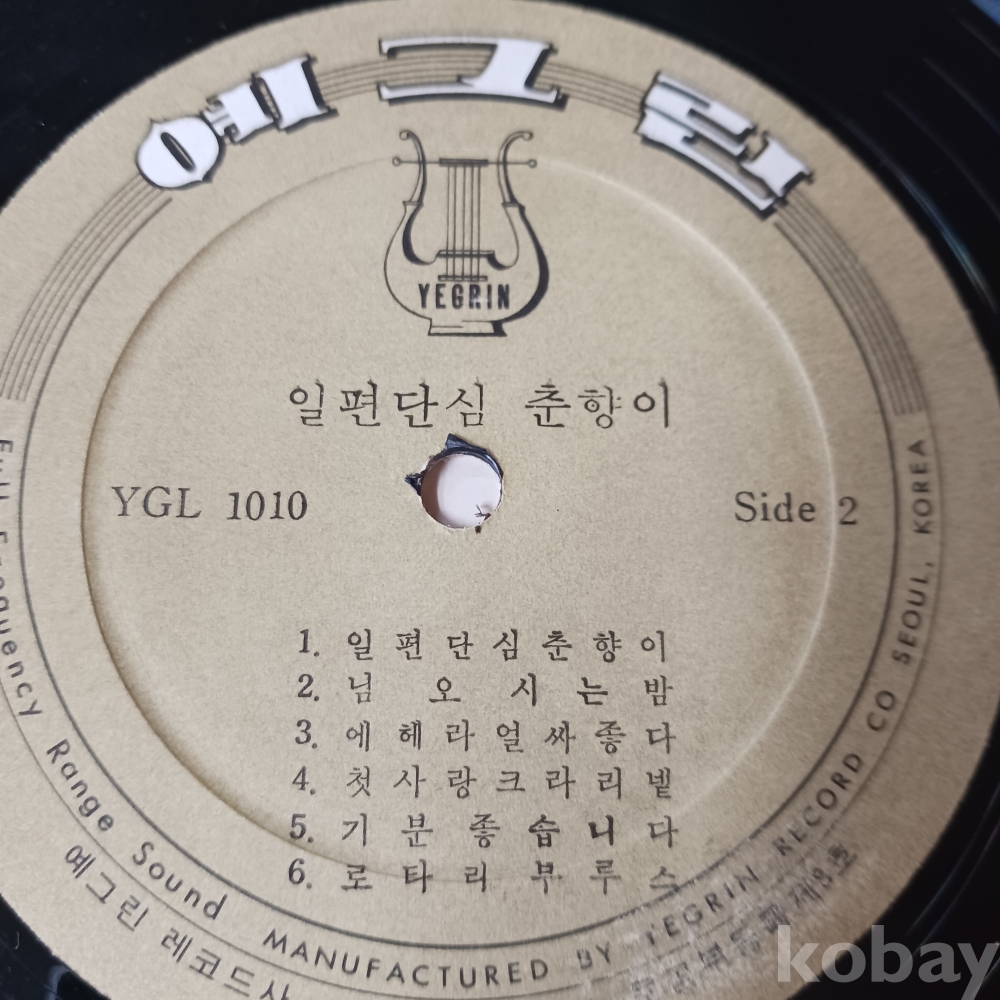 예그린
YEGRIN
일편단심 춘향이
YGL 1010
Side 2
1. 일편단심춘향이
2. 님오시는밤
3. 에헤라얼싸좋다
4. 첫사랑크라리넽
5. 기분좋습니다
6. 로타리부루스
Full Frequency Range Sound
MANUFACTURED BY YEGRIN RECORD CO SEOUL, KOREA
예그린 레코드사
kobay